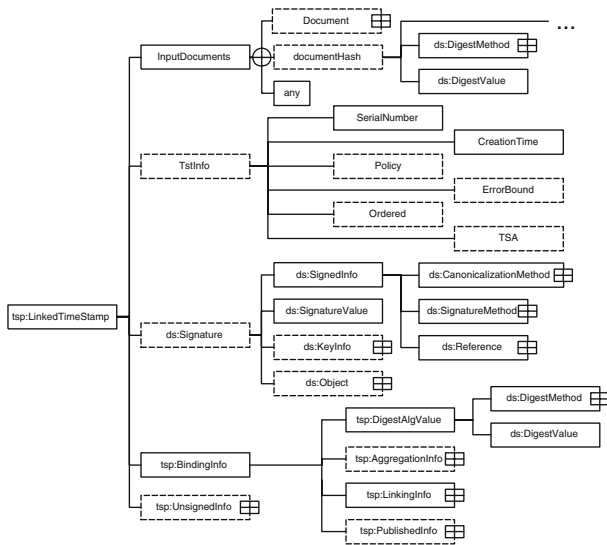 Document
...
InputDocuments
documentHash
ds:DigestMethod
ds:DigestValue
any
SerialNumber
CreationTime
TstInfo
Policy
ErrorBound
Ordered
TSA
ds:SignedInfo
ds:CanonicalizationMethod
ds:SignatureValue
ds:SignatureMethod
tsp:LinkedTimeStamp
ds:Signature
ds:KeyInfo
ds:Reference
ds:Object
ds:DigestMethod
tsp:DigestAlgValue
ds:DigestValue
tsp:BindingInfo
tsp:AggregationInfo
tsp:LinkingInfo
tsp:UnsignedInfo
tsp:PublishedInfo